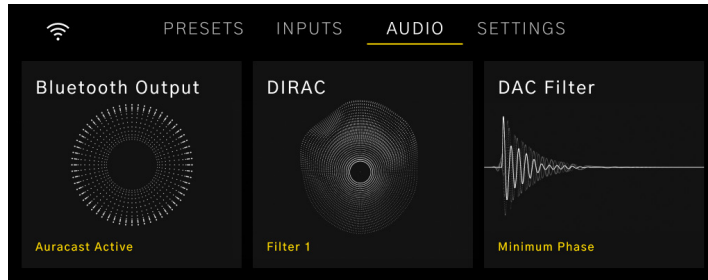 PRESETS INPUTS AUDIO SETTINGS
Bluetooth Output
DIRAC
DAC Filter
Auracast Active
Filter 1
Minimum Phase